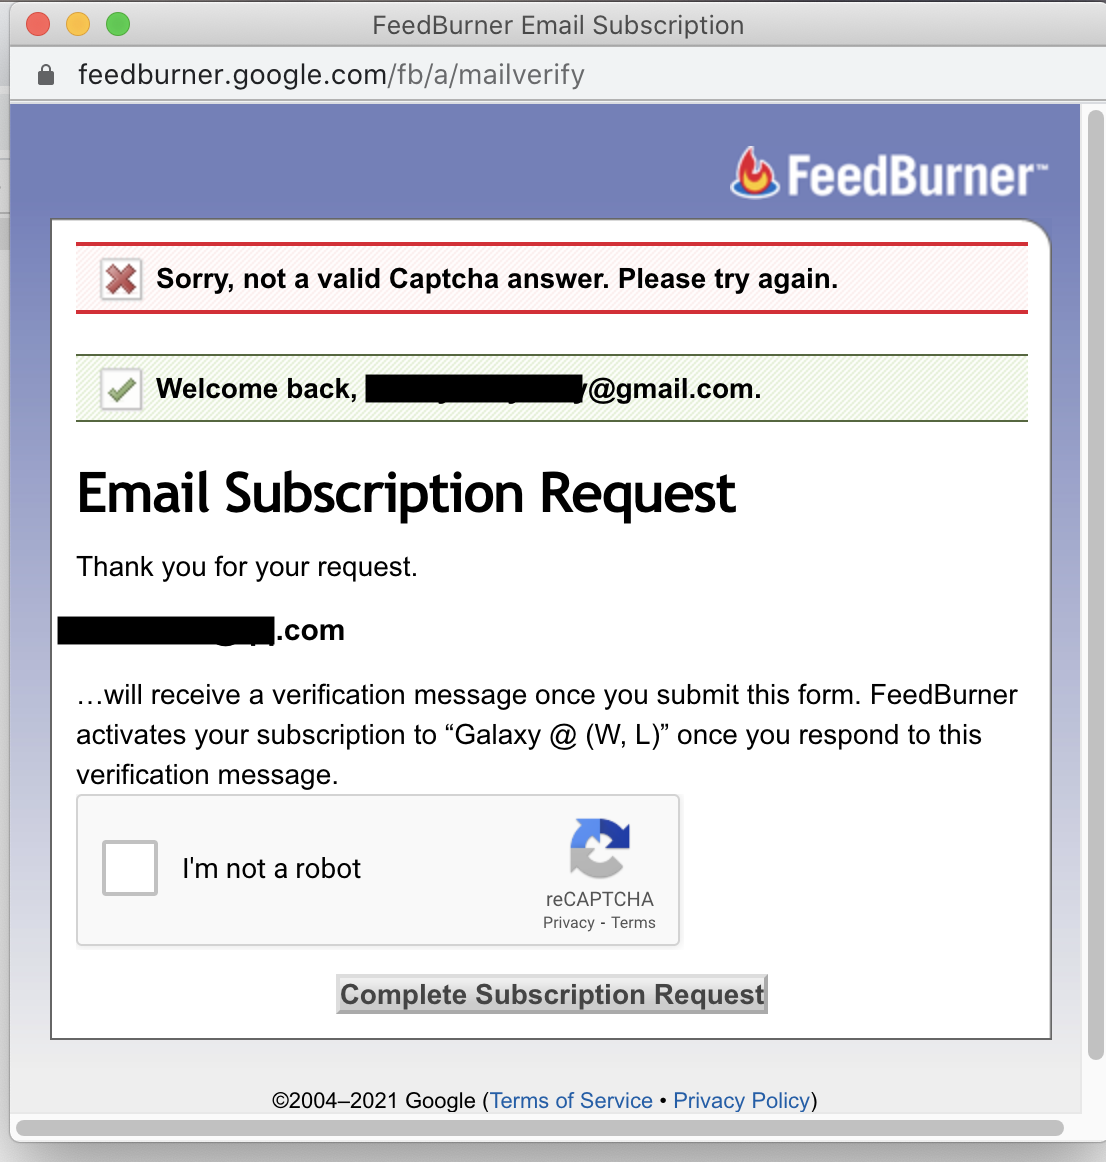 FeedBurner Email Subscription
feedburner.google.com/fb/a/mailverify
FeedBurner™
Sorry, not a valid Captcha answer. Please try again.
Welcome back, @gmail.com.
Email Subscription Request
Thank you for your request.
.com
…will receive a verification message once you submit this form. FeedBurner
activates your subscription to “Galaxy @ (W, L)” once you respond to this
verification message.
I'm not a robot
reCAPTCHA
Privacy - Terms
Complete Subscription Request
©2004–2021 Google (Terms of Service • Privacy Policy)